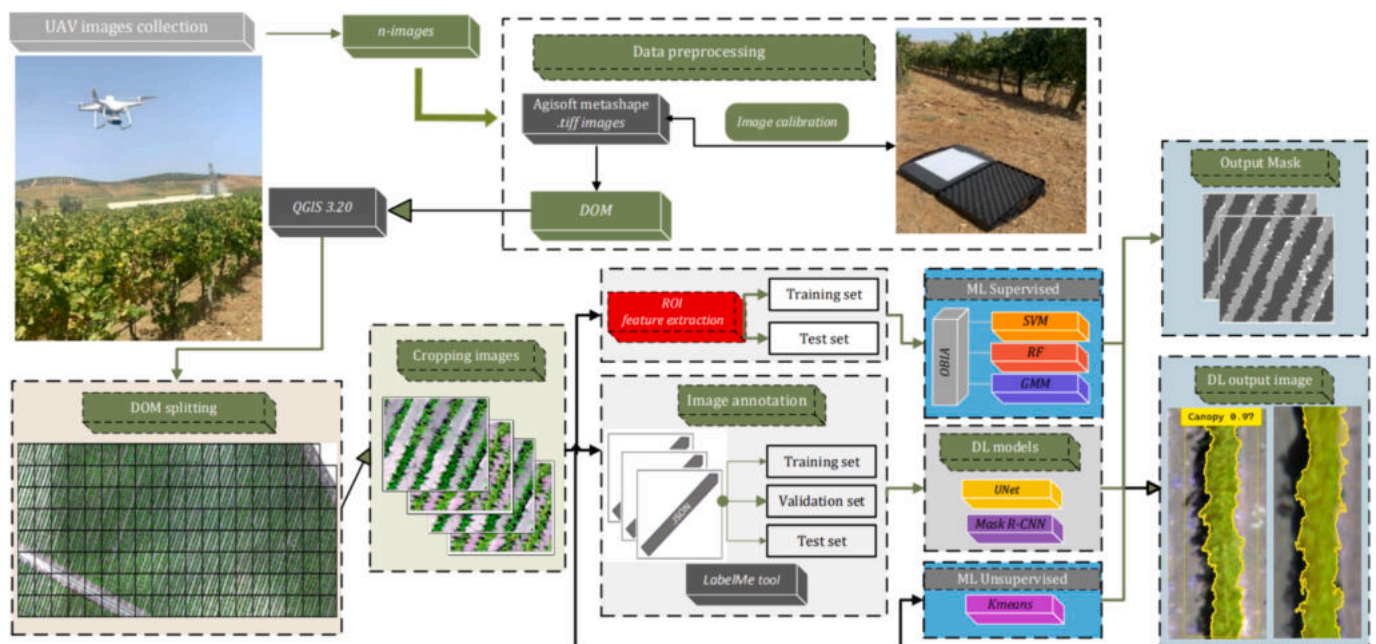 UAV images collection
n-images
Data preprocessing
Agisoft metashape
.tiff images
Image calibration
DOM
QGIS 3.20
Output Mask
ROI
feature extraction
Training set
Test set
ML Supervised
OBIA
SVM
RF
GMM
Cropping images
DOM splitting
Image annotation
JSON
Training set
Validation set
Test set
LabelMe tool
DL models
UNet
Mask R-CNN
ML Unsupervised
Kmeans
DL output image
Canopy 0.97